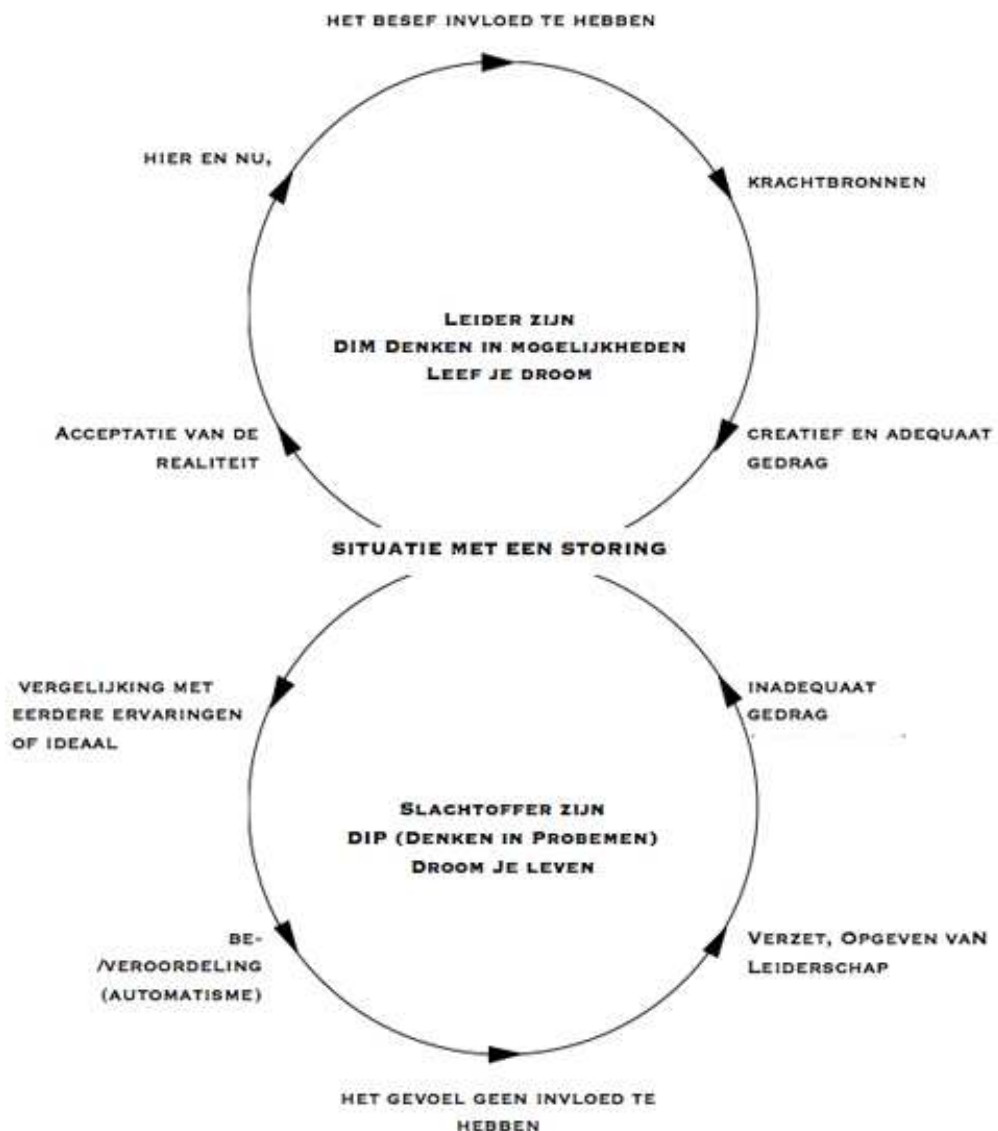 HET BESEF INVLOED TE HEBBEN
HIER EN NU,
KRACHTBRONNEN
LEIDER ZIJN
DIM DENKEN IN MOGELIJKHEDEN
LEEF JE DROOM
ACCEPTATIE VAN DE
REALITEIT
CREATIEF EN ADEQUAAT
GEDRAG
SITUATIE MET EEN STORING
VERGELIJKING MET
EERDERE ERVARINGEN
OF IDEAAL
INADEQUAAT
GEDRAG
SLACHTOFFER ZIJN
DIP (DENKEN IN PROBEMEN)
DROOM JE LEVEN
BE-
/VEROORDELING
(AUTOMATISME)
VERZET, OPGEVEN VAN
LEIDERSCHAP
HET GEVOEL GEEN INVLOED TE
HEBBEN